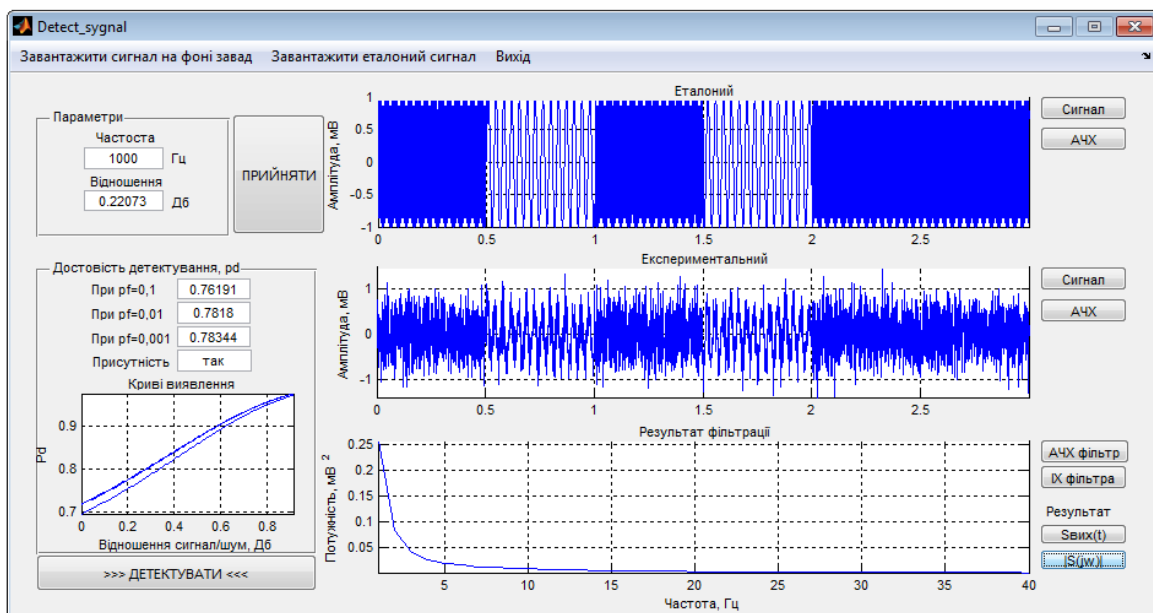 Detect_sygnal
Завантажити сигнал на фоні завад Завантажити еталоний сигнал Вихід
Параметри
Частоста
1000 Гц
Відношення
0.22073 Дб
ПРИЙНЯТИ
Еталоний
Амплітуда, мВ
1
0.5
0
-0.5
-1
0 0.5 1 1.5 2 2.5
Сигнал
АЧХ
Достовість детектування, pd
При pf=0,1 0.76191
При pf=0,01 0.7818
При pf=0,001 0.78344
Присутність так
Експериментальний
Амплітуда, мВ
1
0
-1
0 0.5 1 1.5 2 2.5
Сигнал
АЧХ
Криві виявлення
Pd
0.9
0.8
0.7
0 0.2 0.4 0.6 0.8
Відношення сигнал/шум, Дб
>>> ДЕТЕКТУВАТИ <<<
Результат фільтрації
Потужність, мВ 2
0.25
0.2
0.15
0.1
0.05
5 10 15 20 25 30 35 40
Частота, Гц
АЧХ фільтр
ІХ фільтра
Результат
Sвих(t)
|S(jw)|